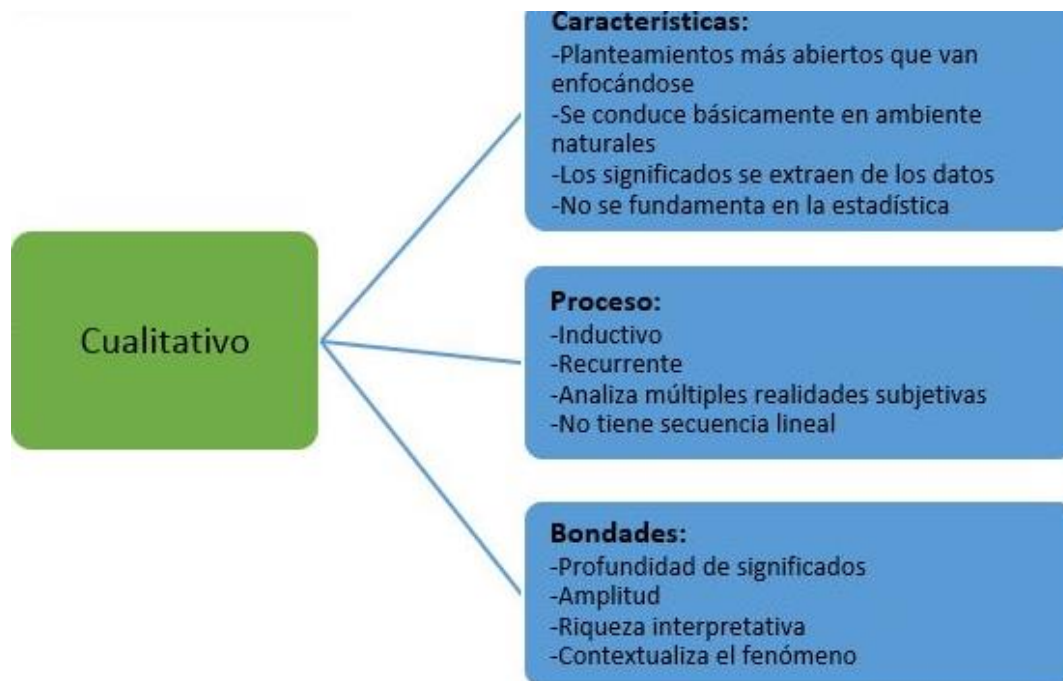 Cualitativo
Características:
-Planteamientos más abiertos que van
enfocándose
-Se conduce básicamente en ambiente
naturales
-Los significados se extraen de los datos
-No se fundamenta en la estadística
Proceso:
-Inductivo
-Recurrente
-Analiza múltiples realidades subjetivas
-No tiene secuencia lineal
Bondades:
-Profundidad de significados
-Amplitud
-Riqueza interpretativa
-Contextualiza el fenómeno